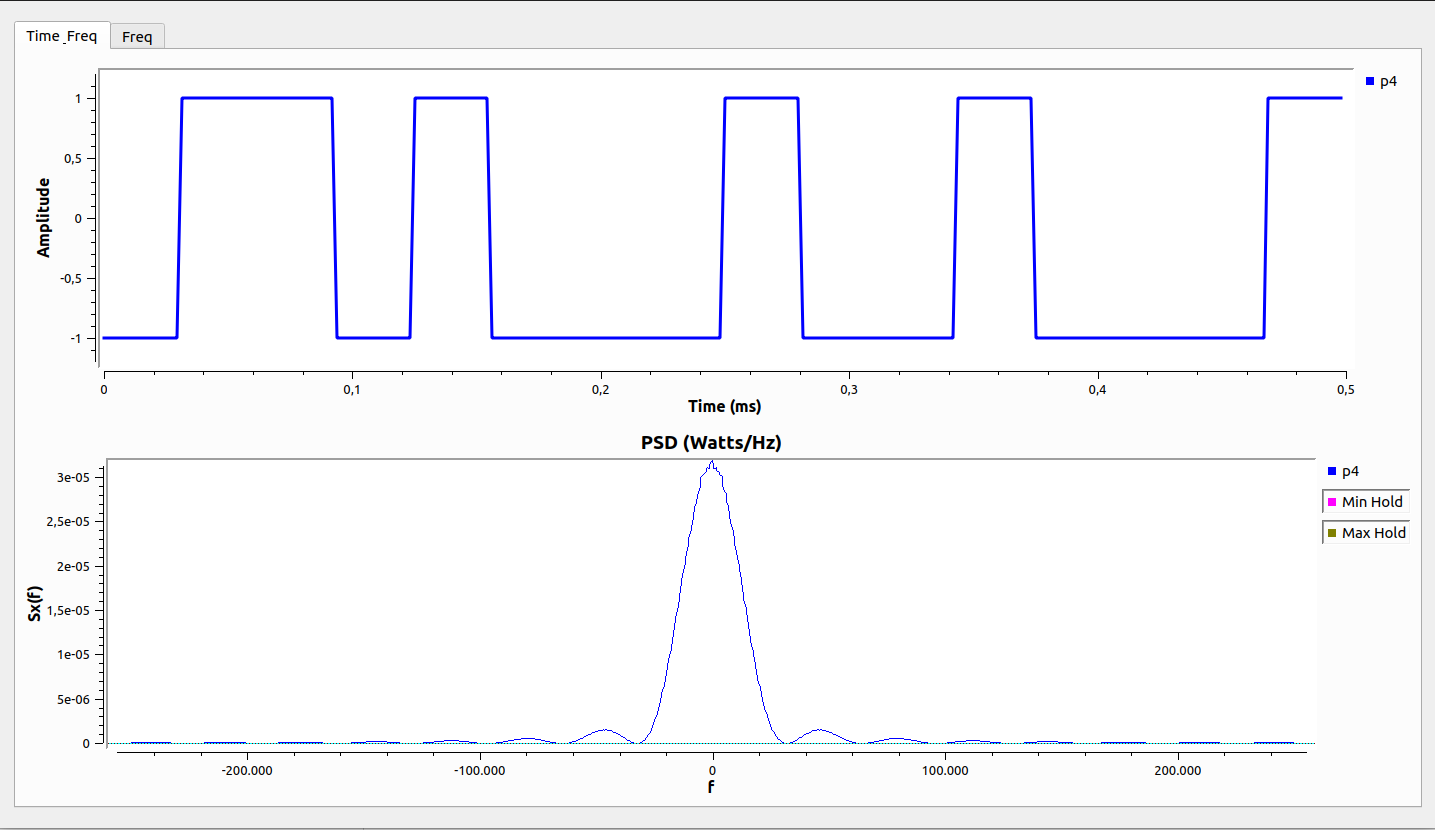 Time_Freq
Freq
p4
1
0,5
0
-0,5
-1
Amplitude
0
0,1
0,2
0,3
0,4
0,5
Time (ms)
PSD (Watts/Hz)
p4
Min Hold
Max Hold
3e-05
2,5e-05
2e-05
1,5e-05
1e-05
5e-06
0
Sx(f)
-200.000
-100.000
0
100.000
200.000
f